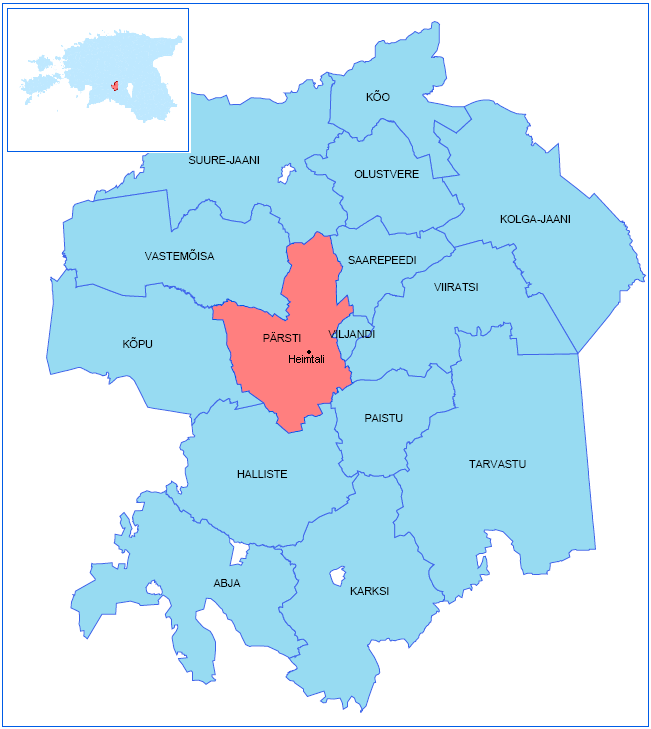 KÕO
SUURE-JAANI
OLUSTVERE
KOLGA-JAANI
VASTEMÕISA
SAAREPEEDI
VIIRATSI
KÕPU
PÄRSTI
VILJANDI
Heimtali
PAISTU
HALLISTE
TARVASTU
ABJA
KARKSI